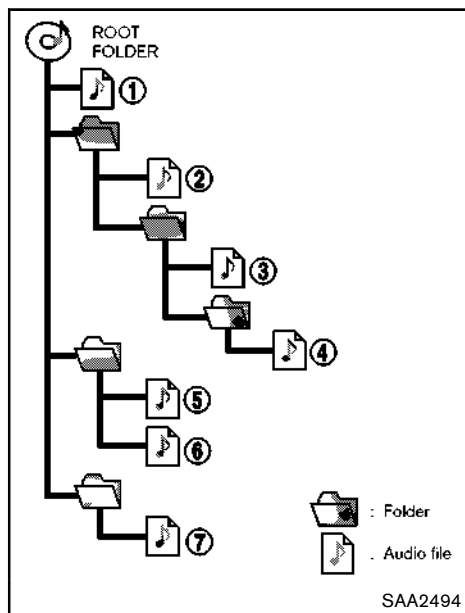 ROOT
FOLDER
①
②
③
④
⑤
⑥
⑦
: Folder
: Audio file
SAA2494